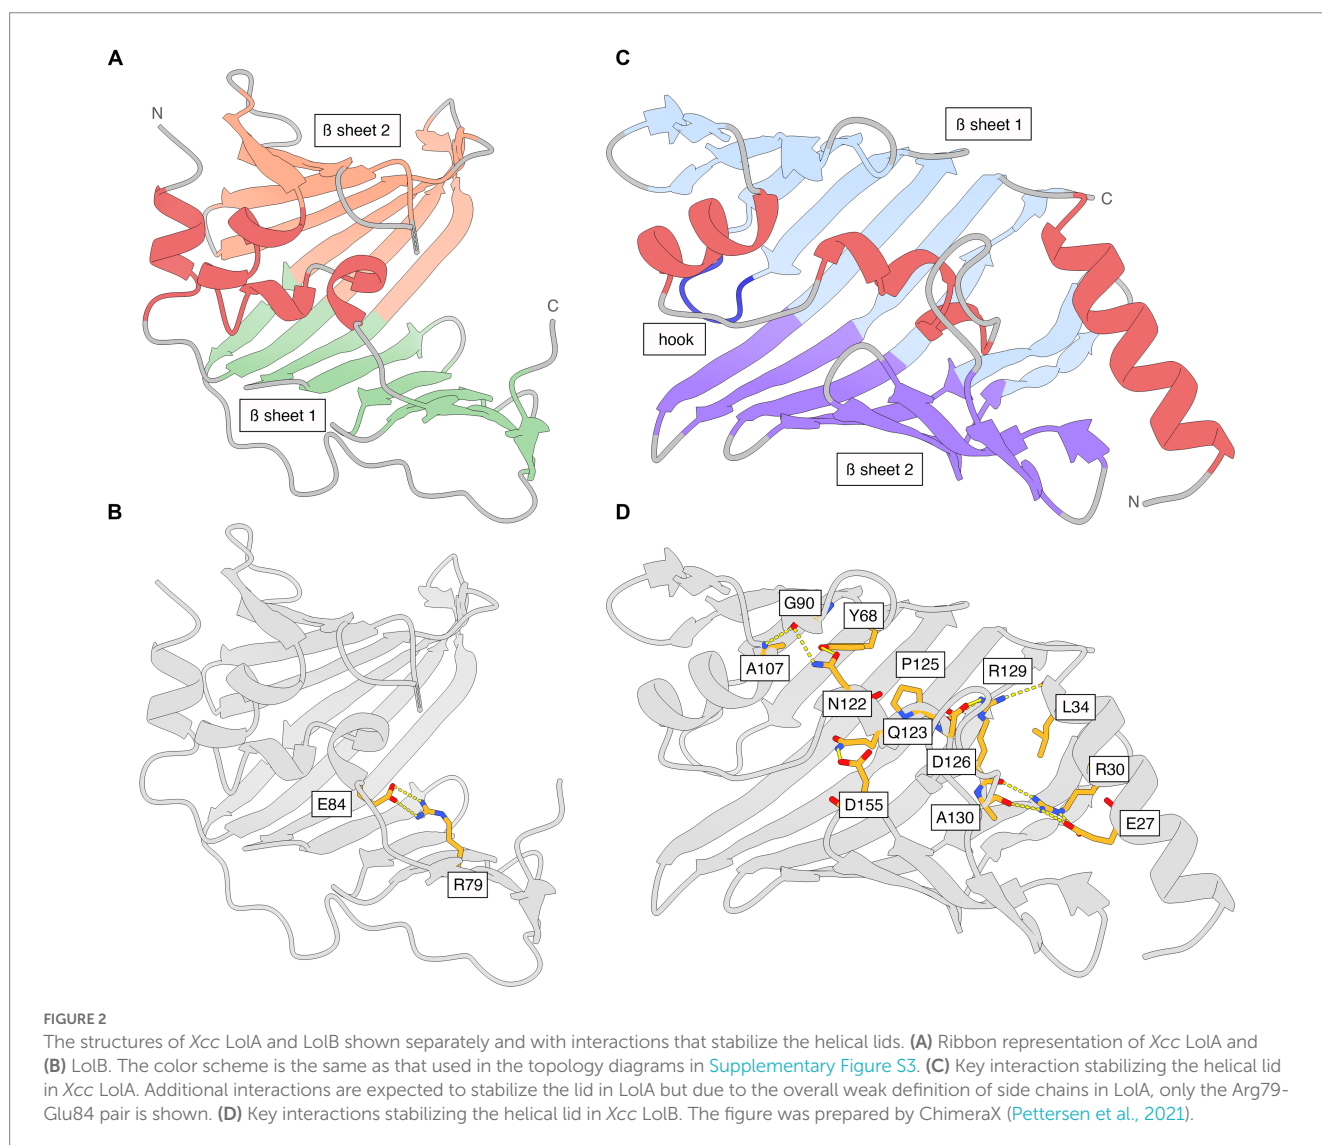 A
N
ß sheet 2
C
ß sheet 1
C
ß sheet 1
C
hook
ß sheet 2
N
B
E84
R79
D
G90
Y68
A107
P125
R129
N122
L34
Q123
D126
R30
D155
A130
E27
FIGURE 2
The structures of Xcc LolA and LolB shown separately and with interactions that stabilize the helical lids. (A) Ribbon representation of Xcc LolA and
(B) LolB. The color scheme is the same as that used in the topology diagrams in Supplementary Figure S3. (C) Key interaction stabilizing the helical lid
in Xcc LolA. Additional interactions are expected to stabilize the lid in LolA but due to the overall weak definition of side chains in LolA, only the Arg79-
Glu84 pair is shown. (D) Key interactions stabilizing the helical lid in Xcc LolB. The figure was prepared by ChimeraX (Pettersen et al., 2021).